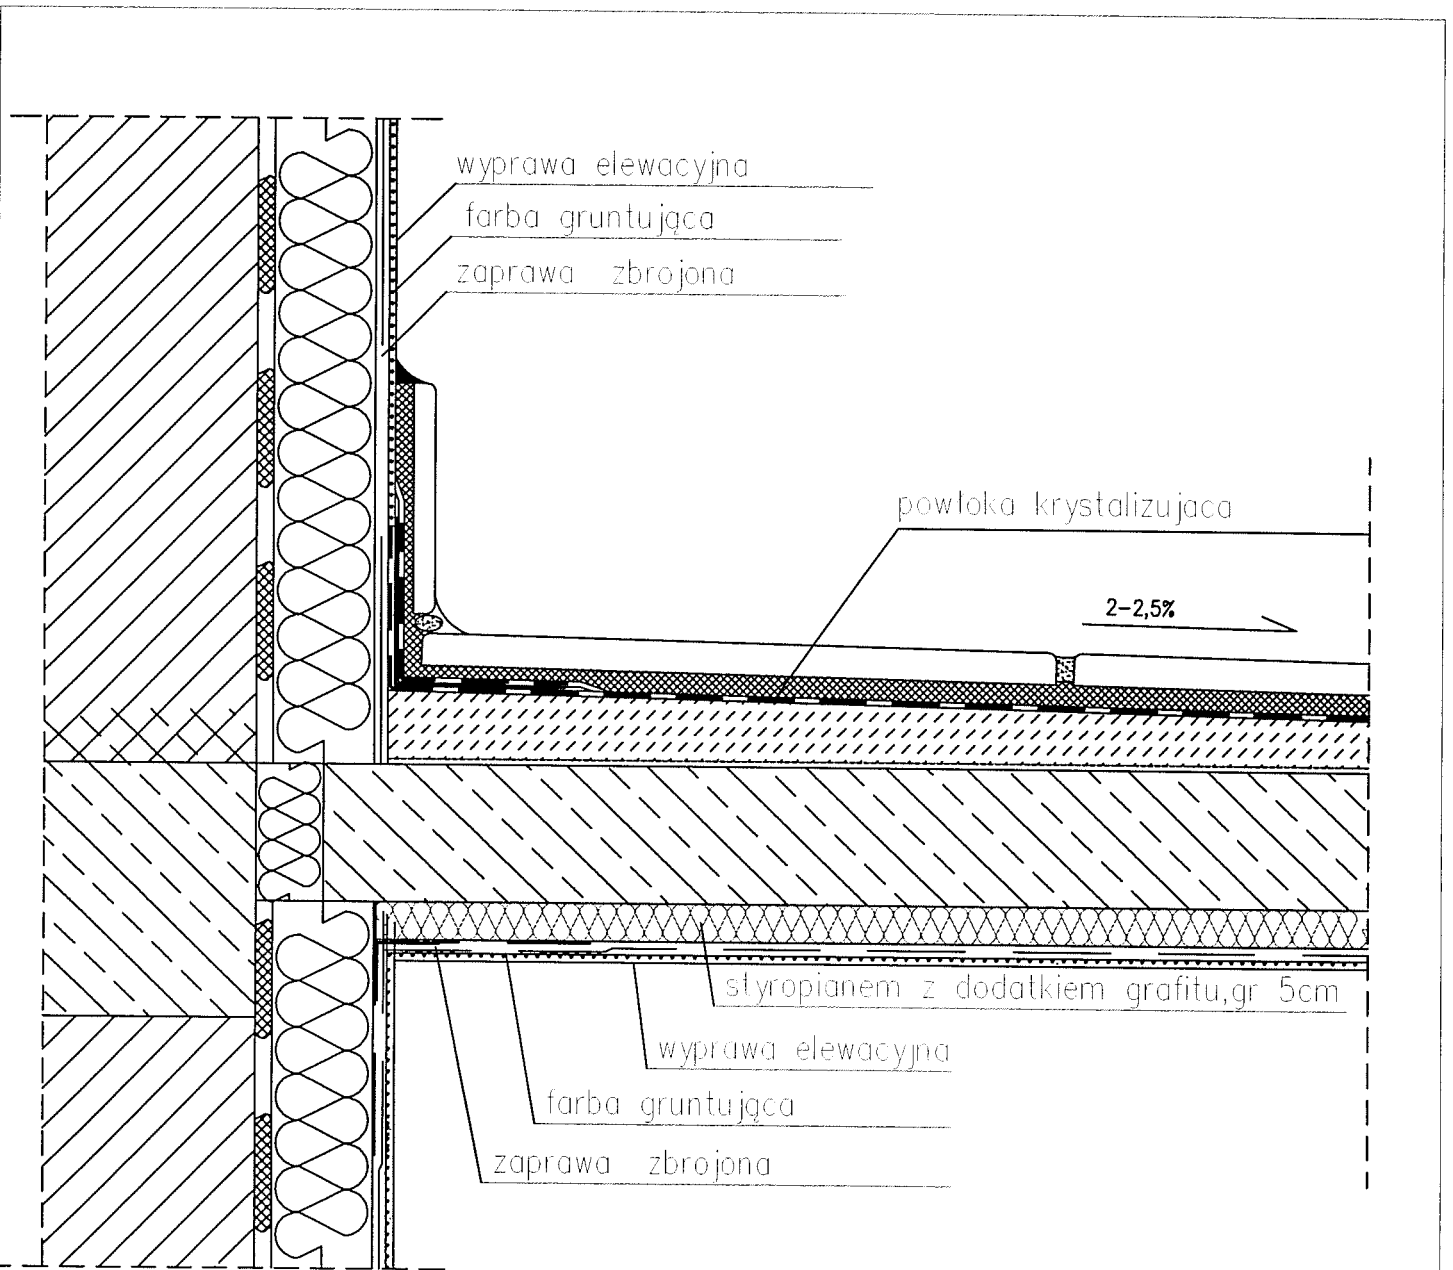 wyprawa elewacyjna
farba gruntująca
zaprawa zbrojona
powłoka krystalizujaca
2-2,5%
styropianem z dodatkiem grafitu,gr 5cm
wyprawa elewacyjna
farba gruntująca
zaprawa zbrojona